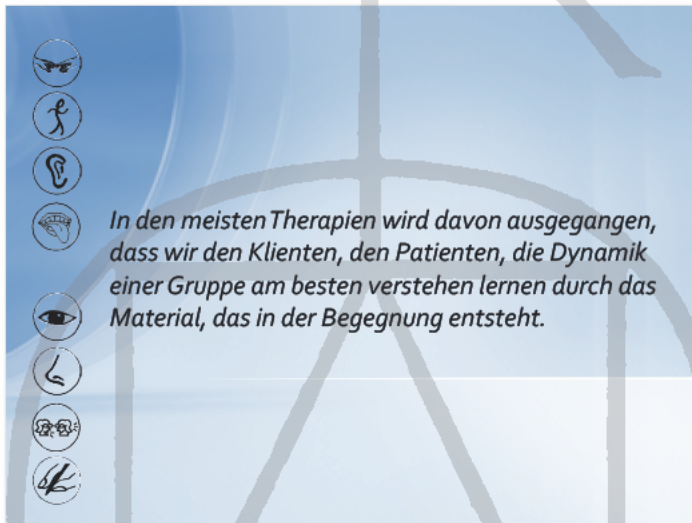 In den meisten Therapien wird davon ausgegangen,
dass wir den Klienten, den Patienten, die Dynamik
einer Gruppe am besten verstehen lernen durch das
Material, das in der Begegnung entsteht.